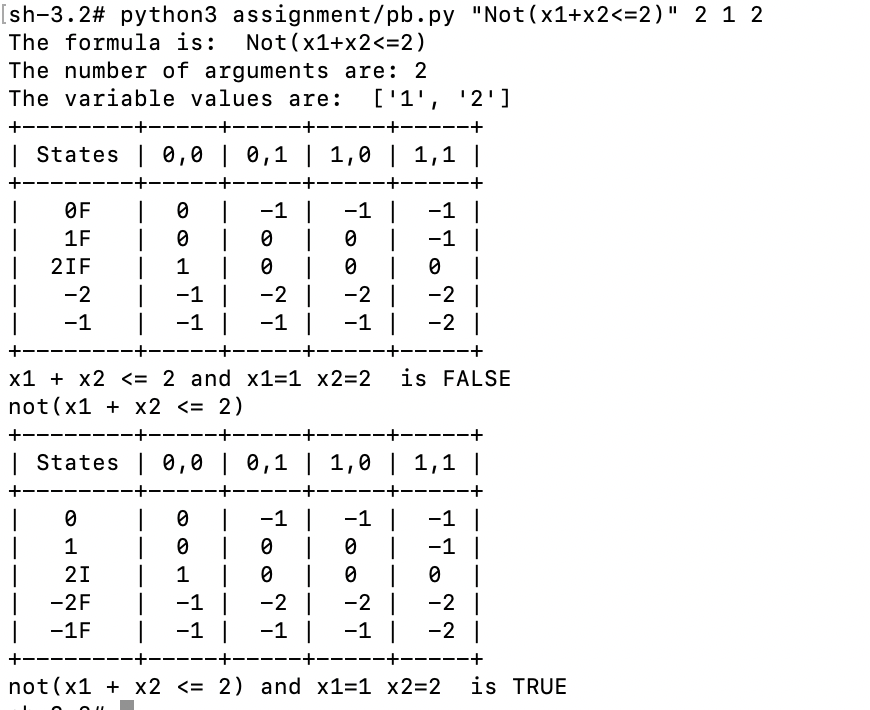 [sh-3.2# python3 assignment/pb.py "Not(x1+x2<=2)" 2 1 2
The formula is:  Not(x1+x2<=2)
The number of arguments are: 2
The variable values are:  ['1', '2']
+--------+-----+-----+-----+-----+
| States | 0,0 | 0,1 | 1,0 | 1,1 |
+--------+-----+-----+-----+-----+
|   0F   |  0  |  -1 |  -1 |  -1 |
|   1F   |  0  |  0  |  0  |  -1 |
|  2IF   |  1  |  0  |  0  |  0  |
|   -2   |  -1 |  -2 |  -2 |  -2 |
|   -1   |  -1 |  -1 |  -1 |  -2 |
+--------+-----+-----+-----+-----+
x1 + x2 <= 2 and x1=1 x2=2  is FALSE
not(x1 + x2 <= 2)
+--------+-----+-----+-----+-----+
| States | 0,0 | 0,1 | 1,0 | 1,1 |
+--------+-----+-----+-----+-----+
|   0    |  0  |  -1 |  -1 |  -1 |
|   1    |  0  |  0  |  0  |  -1 |
|   2I   |  1  |  0  |  0  |  0  |
|  -2F   |  -1 |  -2 |  -2 |  -2 |
|  -1F   |  -1 |  -1 |  -1 |  -2 |
+--------+-----+-----+-----+-----+
not(x1 + x2 <= 2) and x1=1 x2=2  is TRUE
sh-3.2#